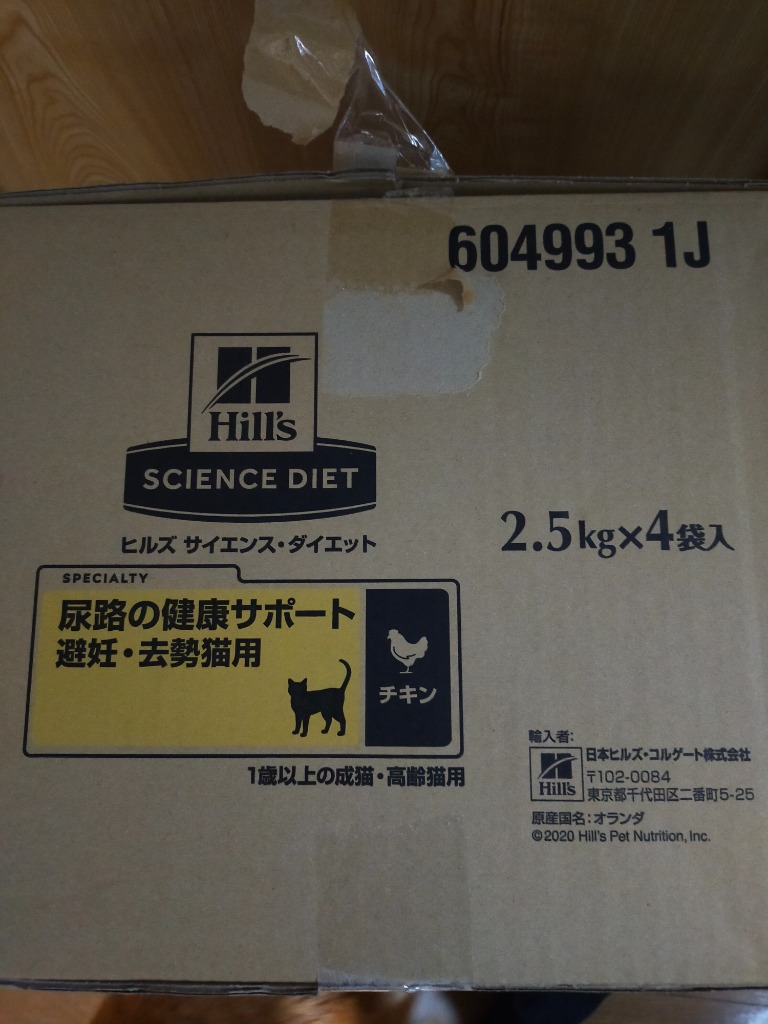 604993 1J
Hill's
SCIENCE DIET
ヒルズ サイエンス・ダイエット
2.5kg×4袋入
SPECIALTY
尿路の健康サポート
避妊・去勢猫用
チキン
1歳以上の成猫・高齢猫用
輸入者:
Hill's
日本ヒルズ・コルゲート株式会社
〒102-0084
東京都千代田区二番町5-25
原産国名:オランダ
©2020 Hill's Pet Nutrition, Inc.